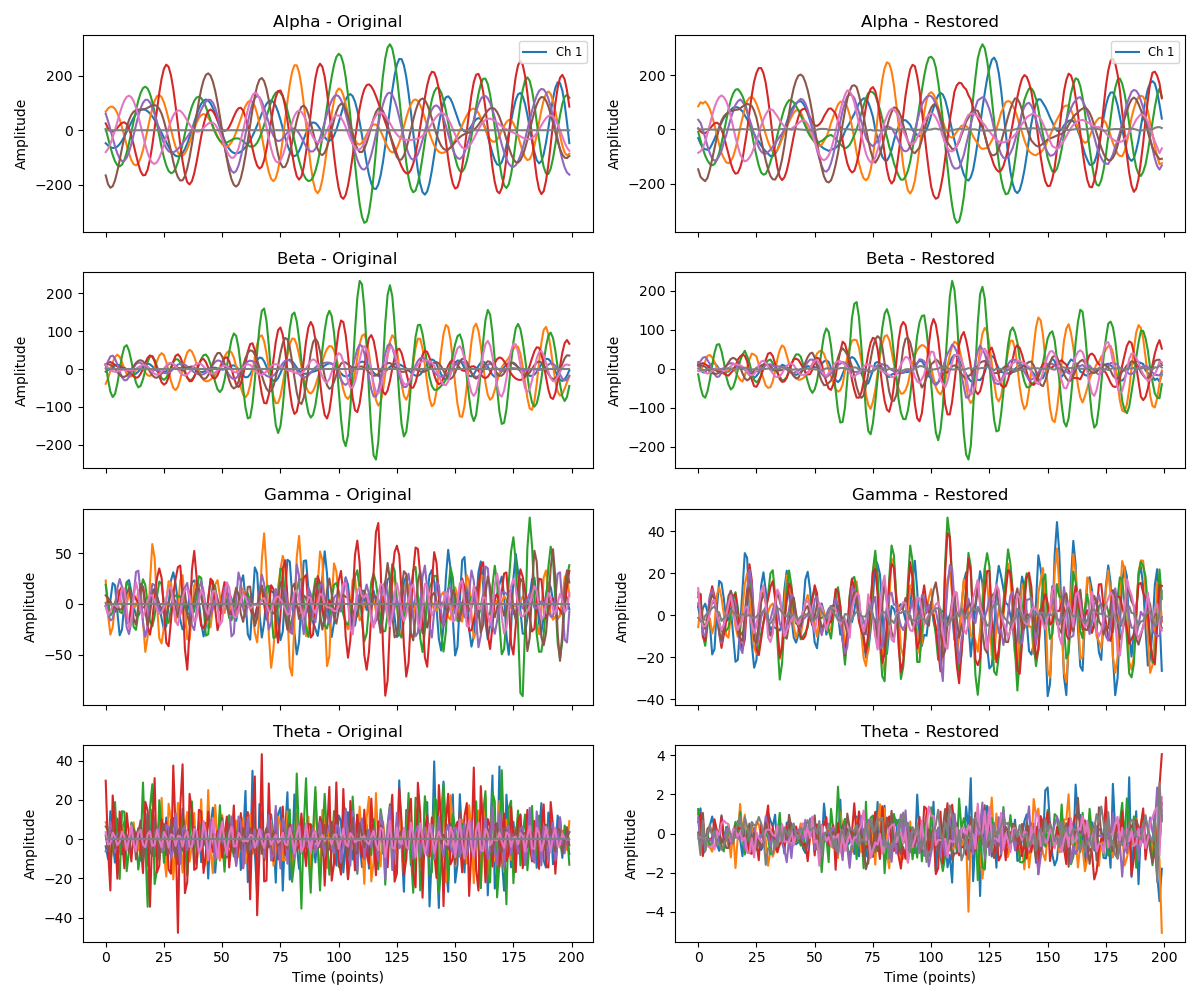 Alpha - Original
Alpha - Restored
Amplitude
200
0
−200
Ch 1
Amplitude
200
0
−200
Ch 1
Beta - Original
Beta - Restored
Amplitude
200
100
0
−100
−200
Amplitude
200
100
0
−100
−200
Gamma - Original
Gamma - Restored
Amplitude
50
0
−50
Amplitude
40
20
0
−20
−40
Theta - Original
Theta - Restored
Amplitude
40
20
0
−20
−40
Amplitude
4
2
0
−2
−4
0 25 50 75 100 125 150 175 200
0 25 50 75 100 125 150 175 200
Time (points)
Time (points)